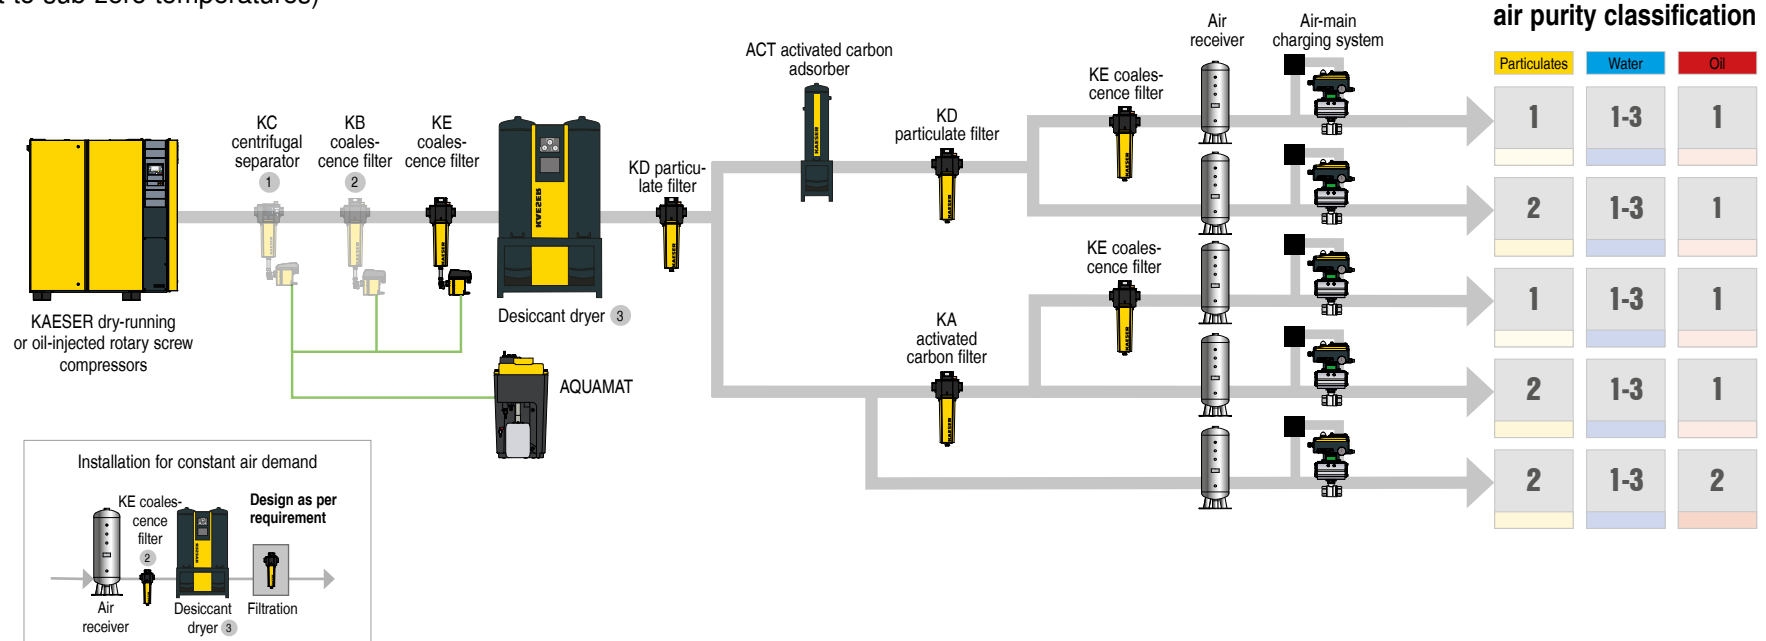 t to sub-zero temperatures)
air purity classification
Particulates
Water
Oil
Air
receiver
Air-main
charging system
ACT activated carbon
adsorber
KE coales-
cence filter
KD
particulate filter
KC
centrifugal
separator
1
KB
coales-
cence filter
2
KE
coales-
cence filter
KD particu-
late filter
KAESER
1
1-3
1
2
1-3
1
KE coales-
cence filter
1
1-3
1
KAESER dry-running
or oil-injected rotary screw
compressors
Desiccant dryer 3
KA
activated
carbon filter
AQUAMAT
2
1-3
1
2
1-3
2
Installation for constant air demand
KE coales-
cence
filter
2
Design as per
requirement
Air
receiver
Desiccant
dryer 3
Filtration